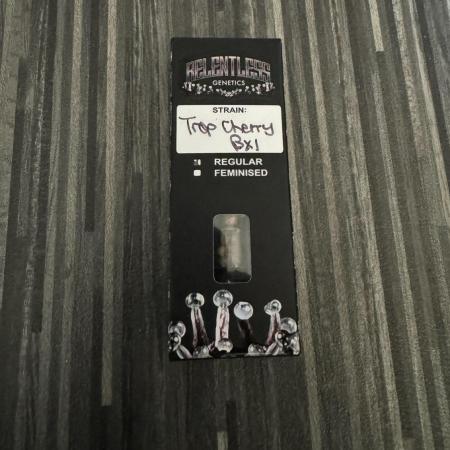 RELENTLESS
GENETICS
STRAIN:
Trop Cherry
Bx1
REGULAR
FEMINISED